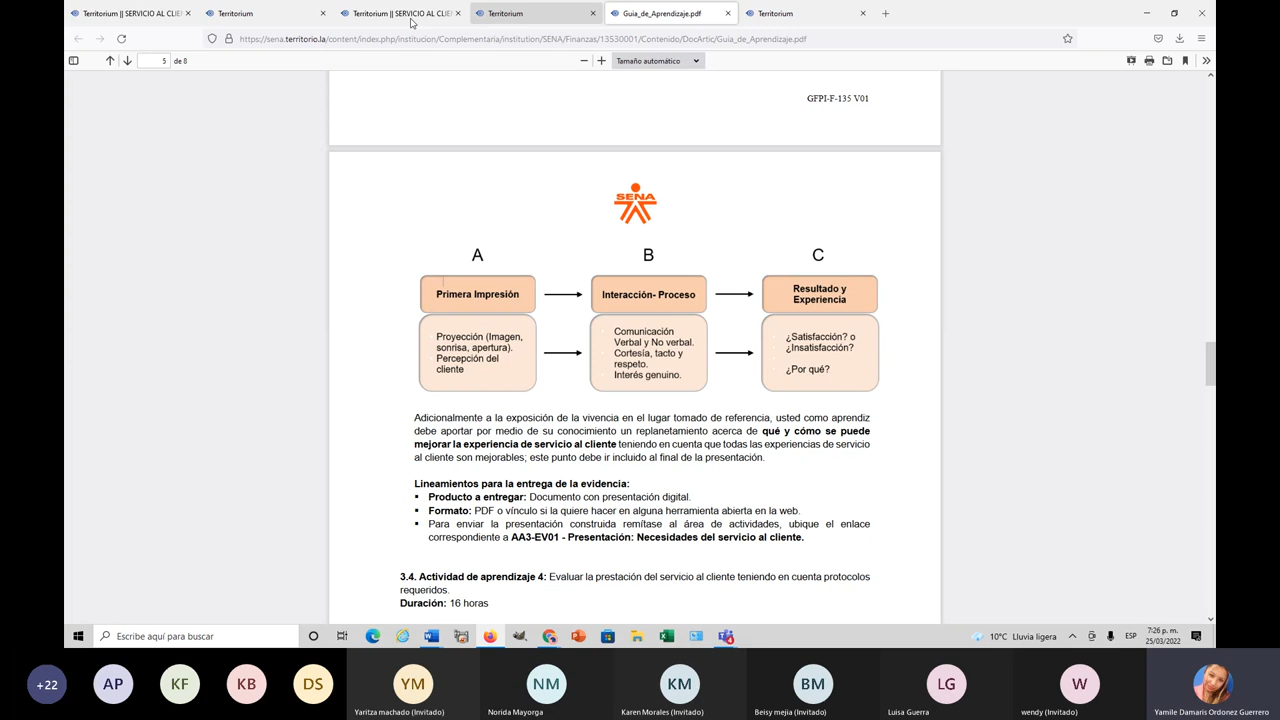 Territorium || SERVICIO AL CLIE
Territorium
Territorium || SERVICIO AL CLIE
Territorium
Guia_de_Aprendizaje.pdf
Territorium
https://sena.territorio.la/content/index.php/institucion/Complementaria/institution/SENA/Finanzas/13530001/Contenido/DocArtic/Guia_de_Aprendizaje.pdf
5 de 8
Tamaño automático
GFPI-F-135 V01
SENA
A
B
C
Primera Impresión
Interacción- Proceso
Resultado y
Experiencia
Proyección (Imagen,
sonrisa, apertura).
Percepción del
cliente
Comunicación
Verbal y No verbal.
Cortesía, tacto y
respeto.
Interés genuino.
¿Satisfacción? o
¿Insatisfacción?
¿Por qué?
Adicionalmente a la exposición de la vivencia en el lugar tomado de referencia, usted como aprendiz
debe aportar por medio de su conocimiento un replanetamiento acerca de qué y cómo se puede
mejorar la experiencia de servicio al cliente teniendo en cuenta que todas las experiencias de servicio
al cliente son mejorables; este punto debe ir incluido al final de la presentación.
Lineamientos para la entrega de la evidencia:
▪ Producto a entregar: Documento con presentación digital.
▪ Formato: PDF o vínculo si la quiere hacer en alguna herramienta abierta en la web.
▪ Para enviar la presentación construida remítase al área de actividades, ubique el enlace
correspondiente a AA3-EV01 - Presentación: Necesidades del servicio al cliente.
3.4. Actividad de aprendizaje 4: Evaluar la prestación del servicio al cliente teniendo en cuenta protocolos
requeridos.
Duración: 16 horas
Escribe aquí para buscar
10°C Lluvia ligera
ESP
7:26 p. m.
25/03/2022
+22
AP
KF
KB
DS
YM
NM
KM
BM
LG
W
Yaritza machado (Invitado)
Norida Mayorga
Karen Morales (Invitado)
Beisy mejia (Invitado)
Luisa Guerra
wendy (Invitado)
Yamile Damaris Ordonez Guerrero